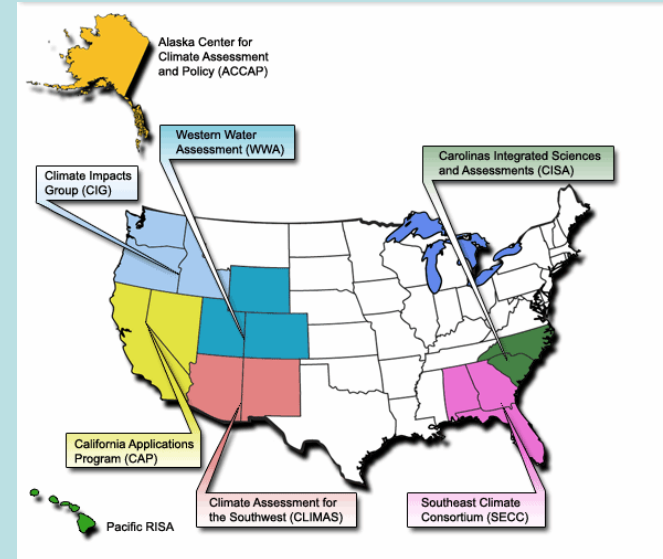 Alaska Center for
Climate Assessment
and Policy (ACCAP)
Western Water
Assessment (WWA)
Carolinas Integrated Sciences
and Assessments (CISA)
Climate Impacts
Group (CIG)
California Applications
Program (CAP)
Climate Assessment for
the Southwest (CLIMAS)
Southeast Climate
Consortium (SECC)
Pacific RISA